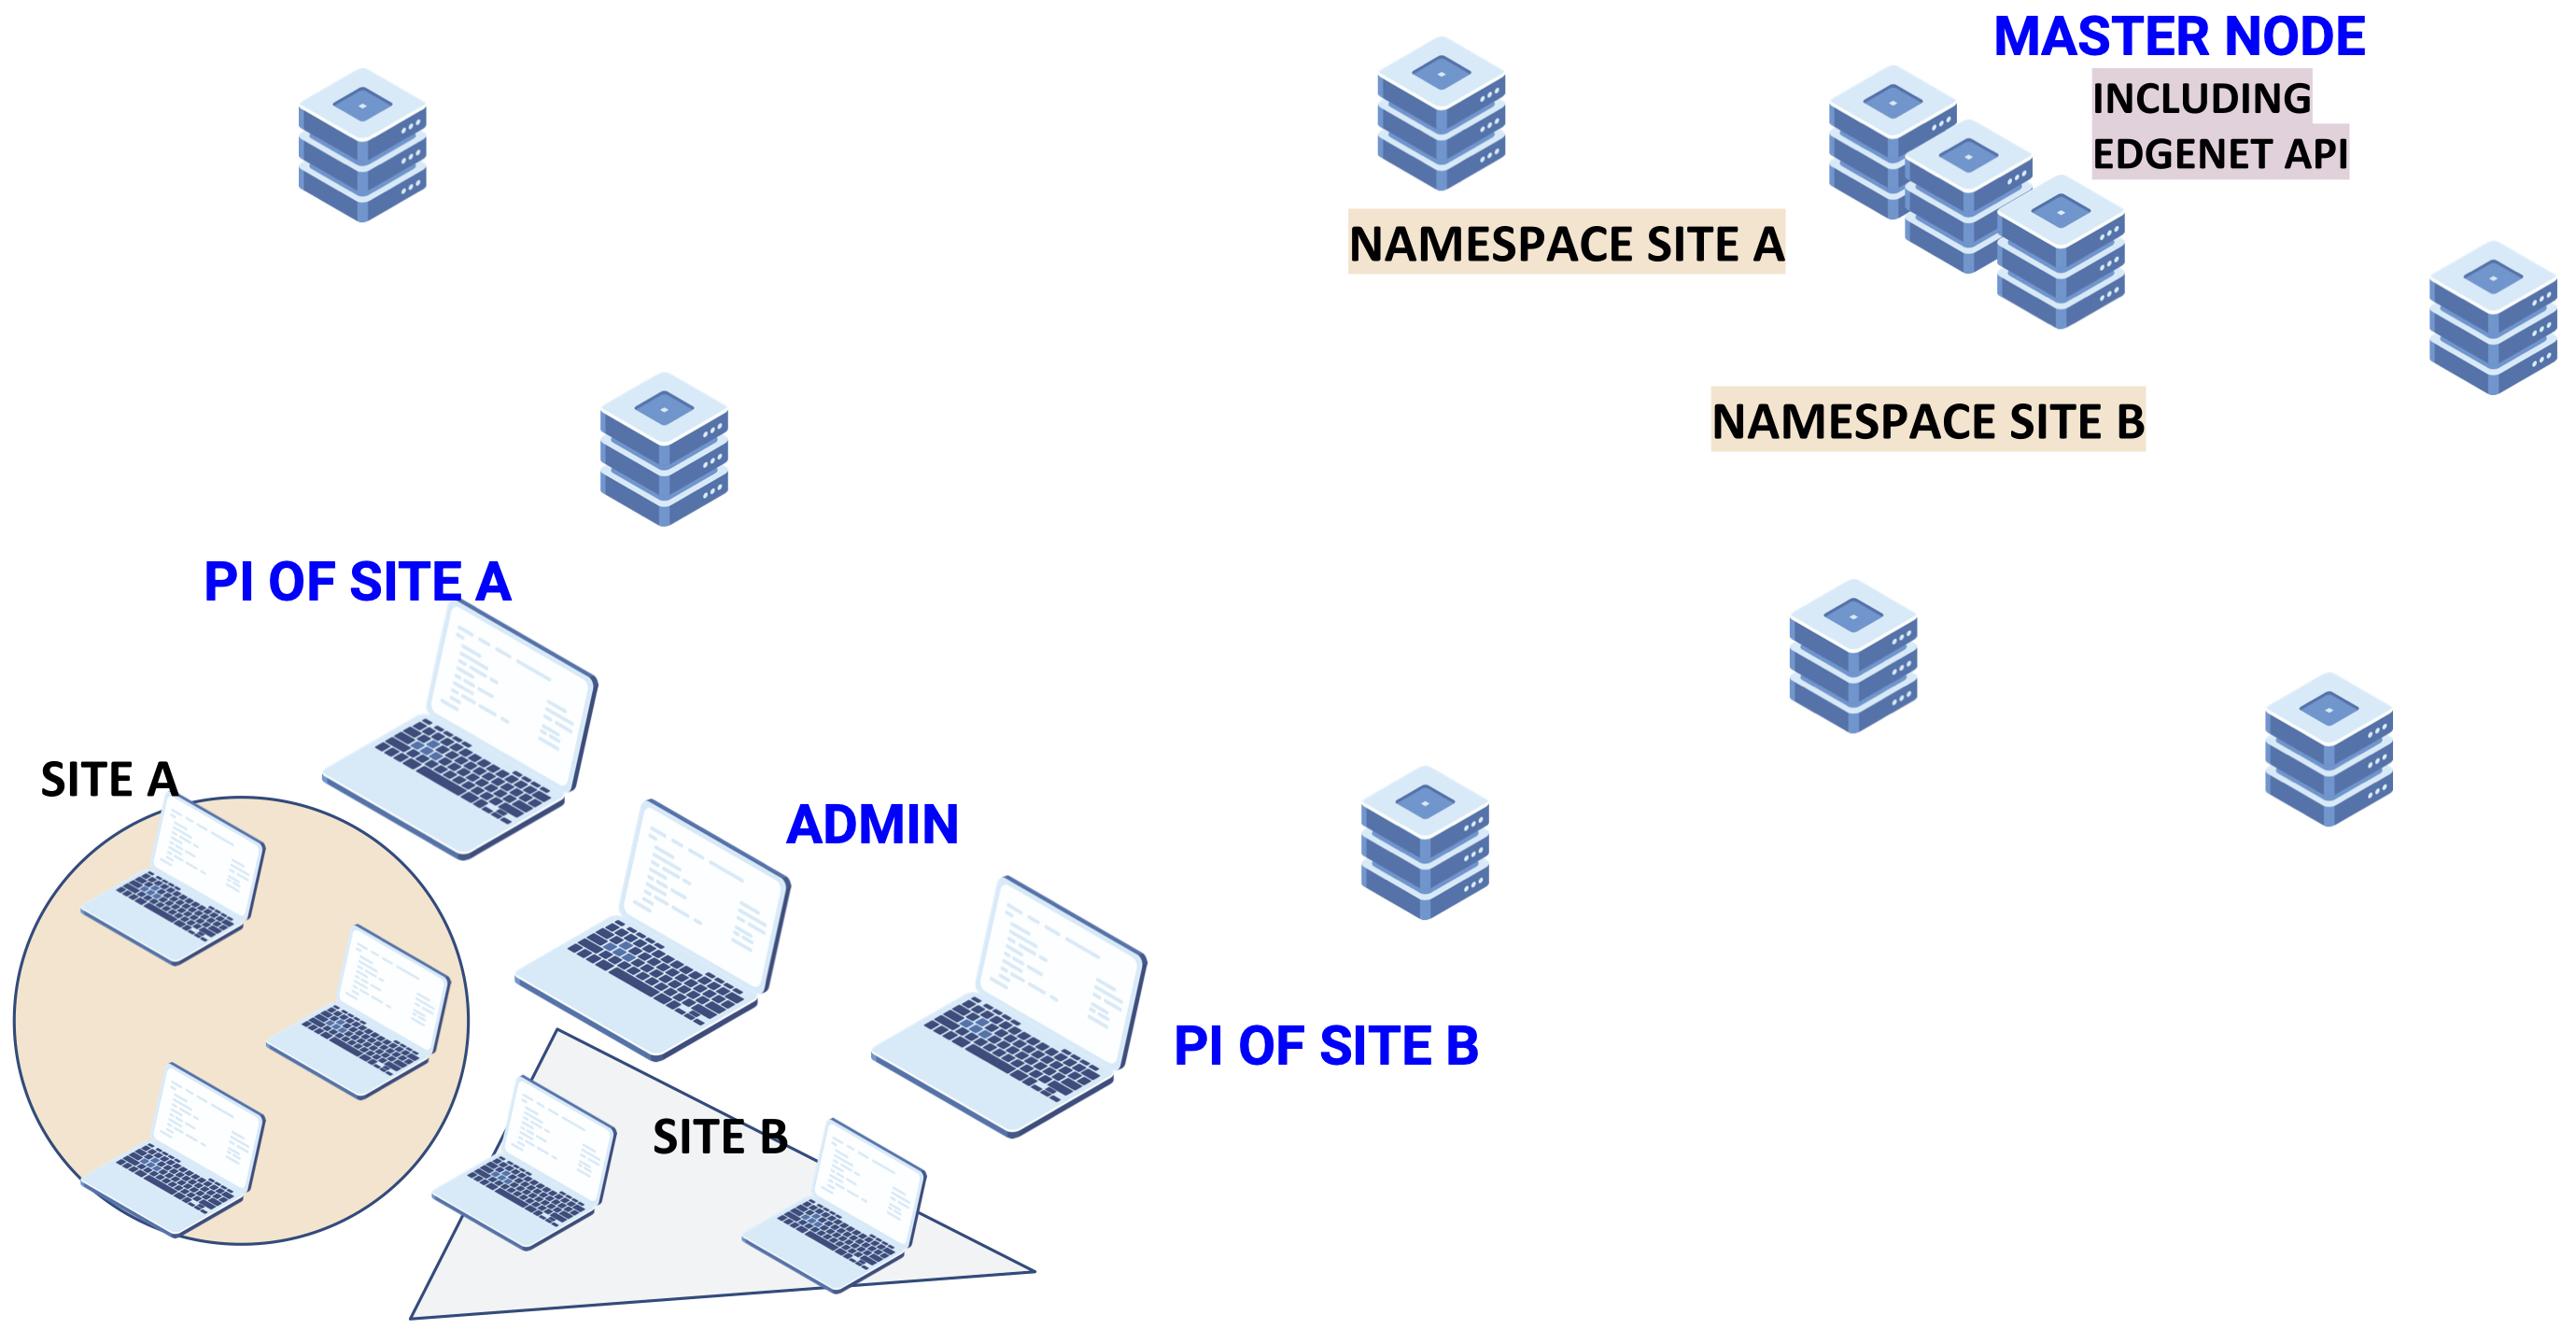 MASTER NODE
INCLUDING
EDGENET API
NAMESPACE SITE A
NAMESPACE SITE B
PI OF SITE A
SITE A
ADMIN
PI OF SITE B
SITE B